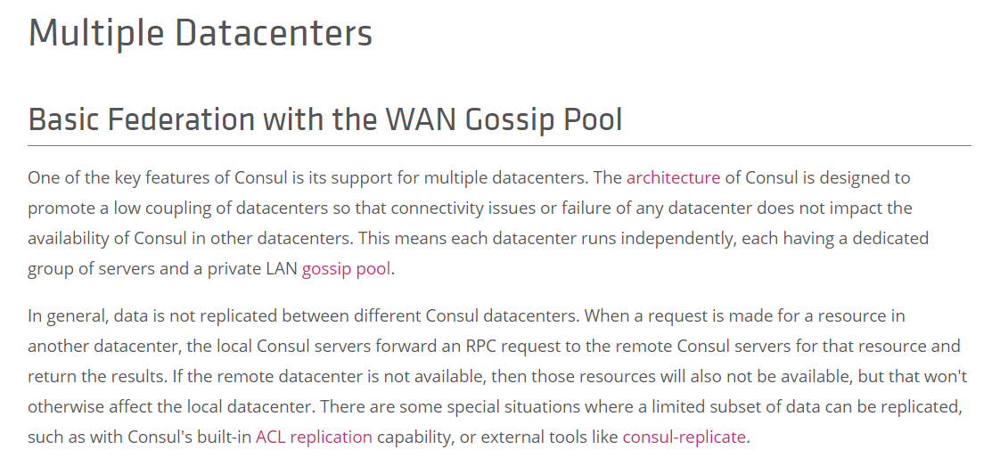 Multiple Datacenters
Basic Federation with the WAN Gossip Pool
One of the key features of Consul is its support for multiple datacenters. The architecture of Consul is designed to
promote a low coupling of datacenters so that connectivity issues or failure of any datacenter does not impact the
availability of Consul in other datacenters. This means each datacenter runs independently, each having a dedicated
group of servers and a private LAN gossip pool.
In general, data is not replicated between different Consul datacenters. When a request is made for a resource in
another datacenter, the local Consul servers forward an RPC request to the remote Consul servers for that resource and
return the results. If the remote datacenter is not available, then those resources will also not be available, but that won't
otherwise affect the local datacenter. There are some special situations where a limited subset of data can be replicated,
such as with Consul's built-in ACL replication capability, or external tools like consul-replicate.